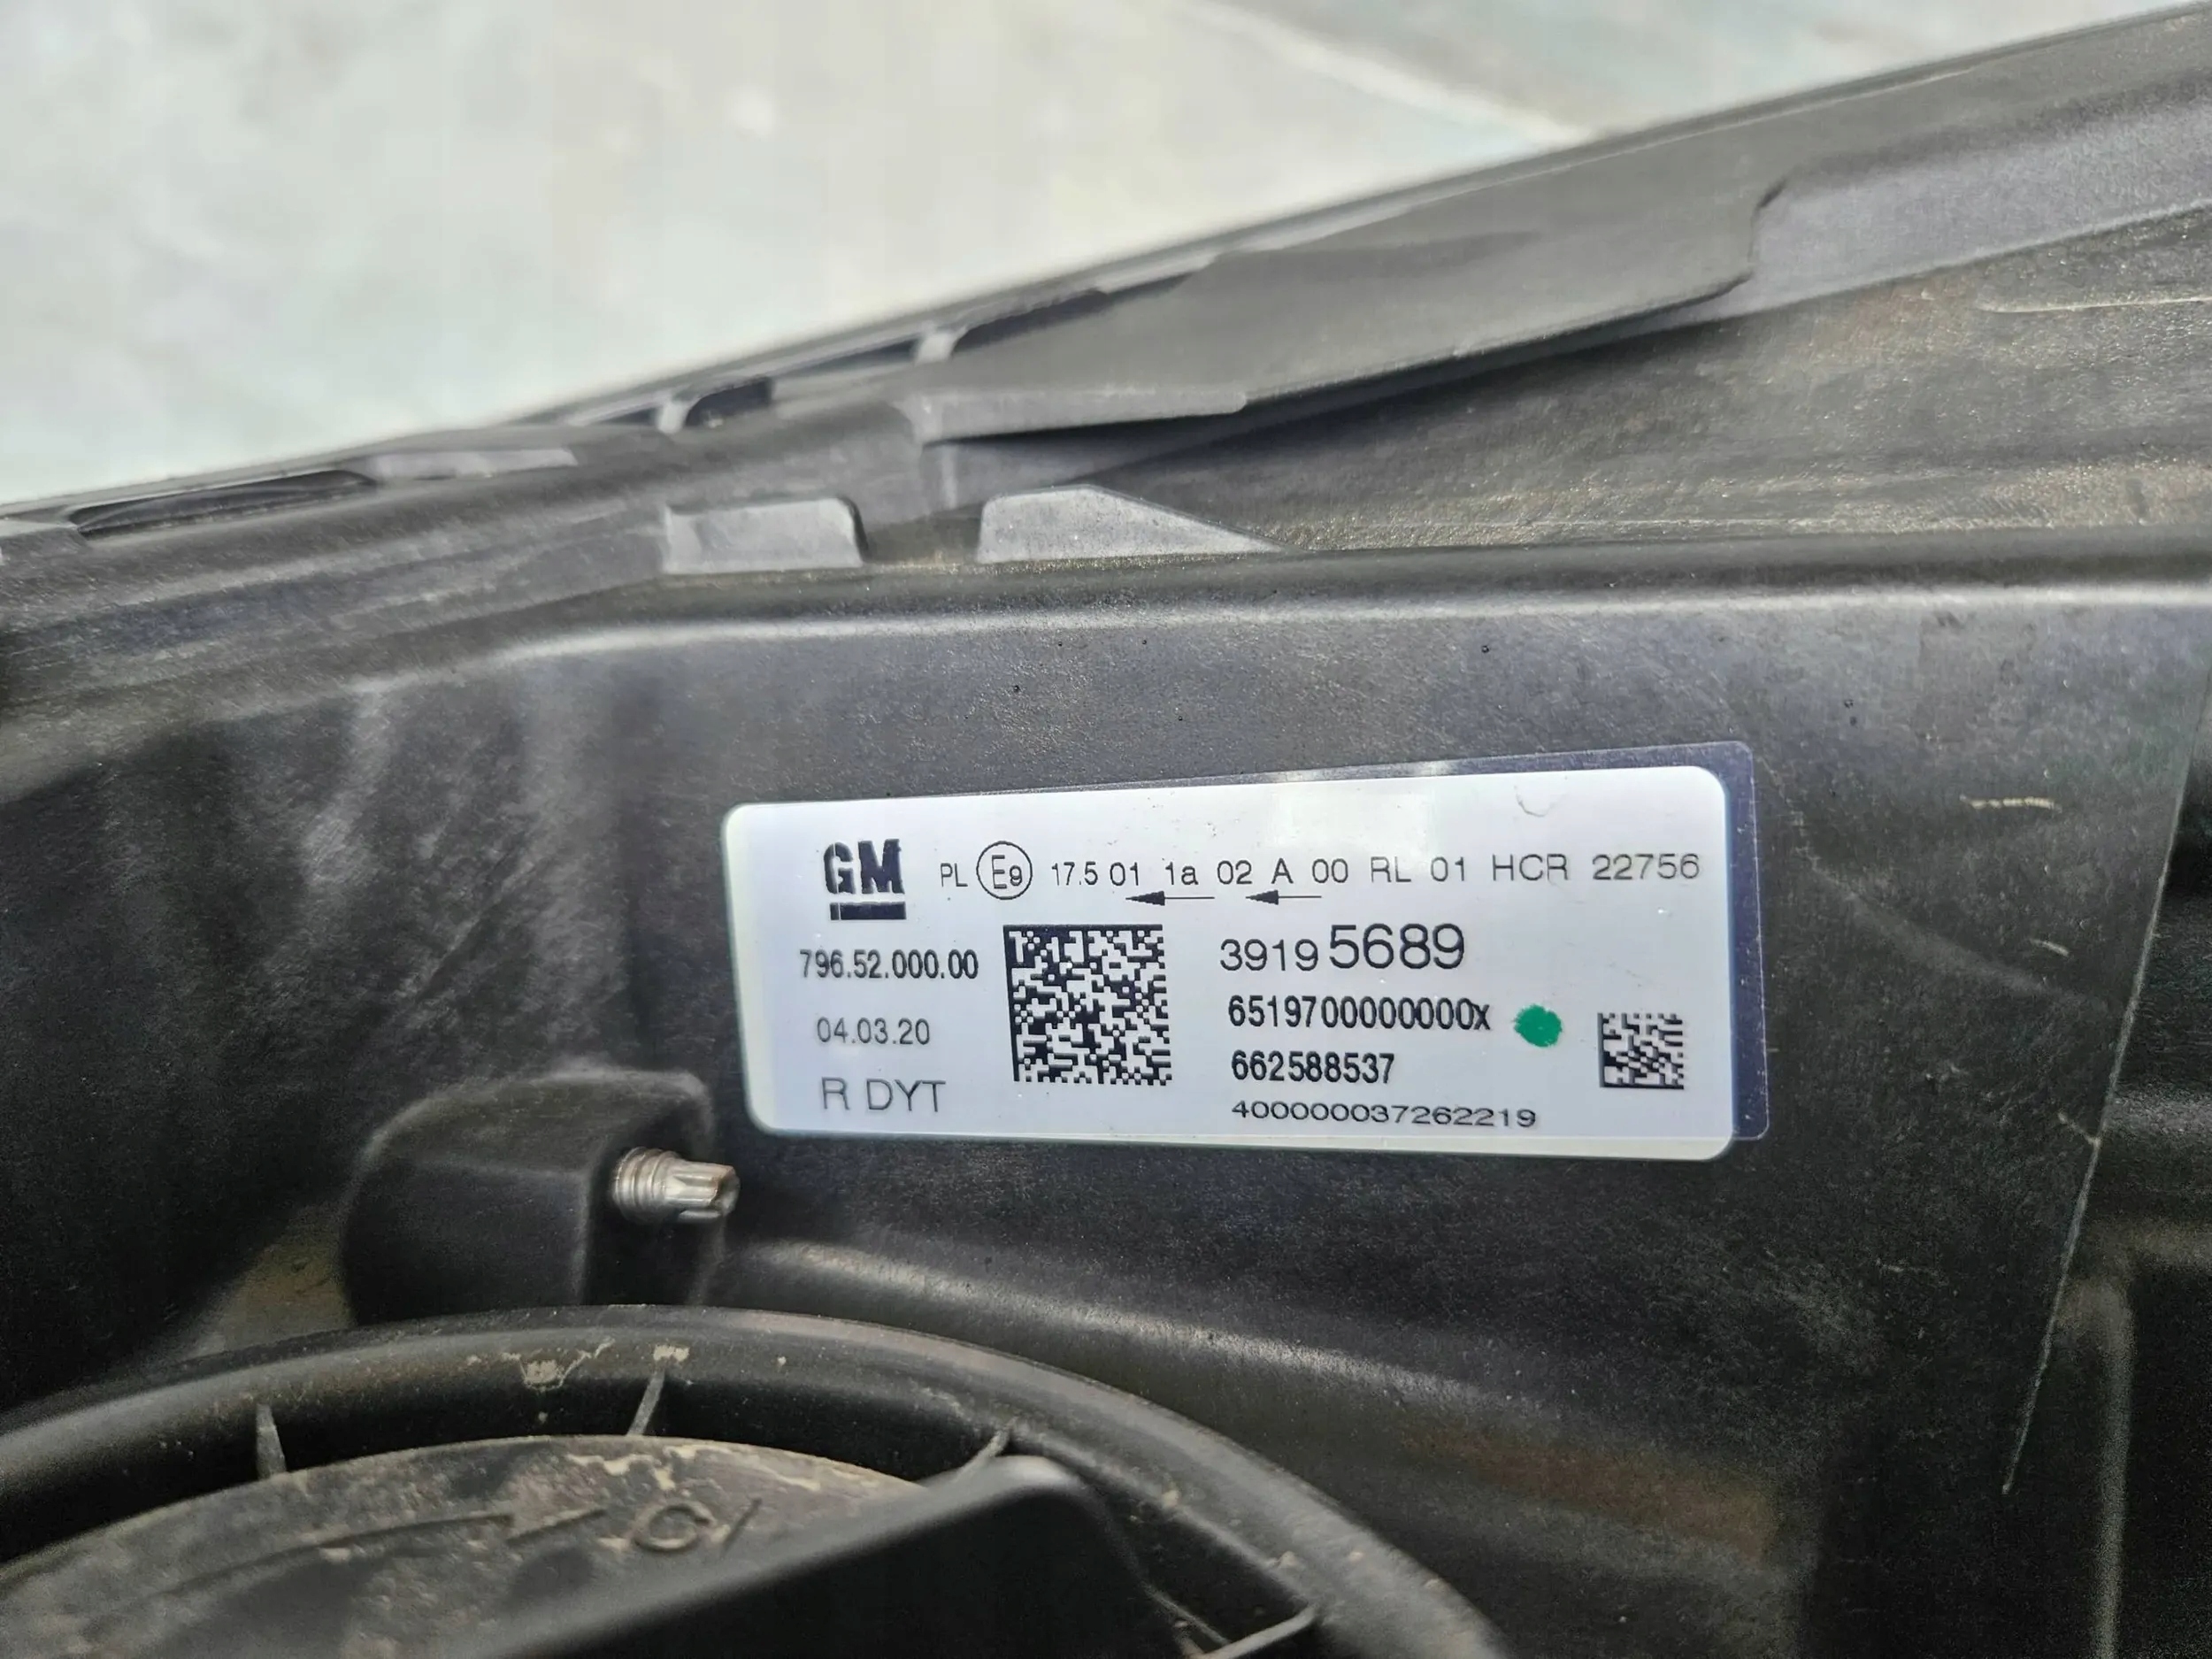 GM PL E9 17.5 01 1a 02 A 00 RL 01 HCR 22756
796.52.000.00
39195689
6519700000000x
04.03.20
662588537
R DYT
400000037262219